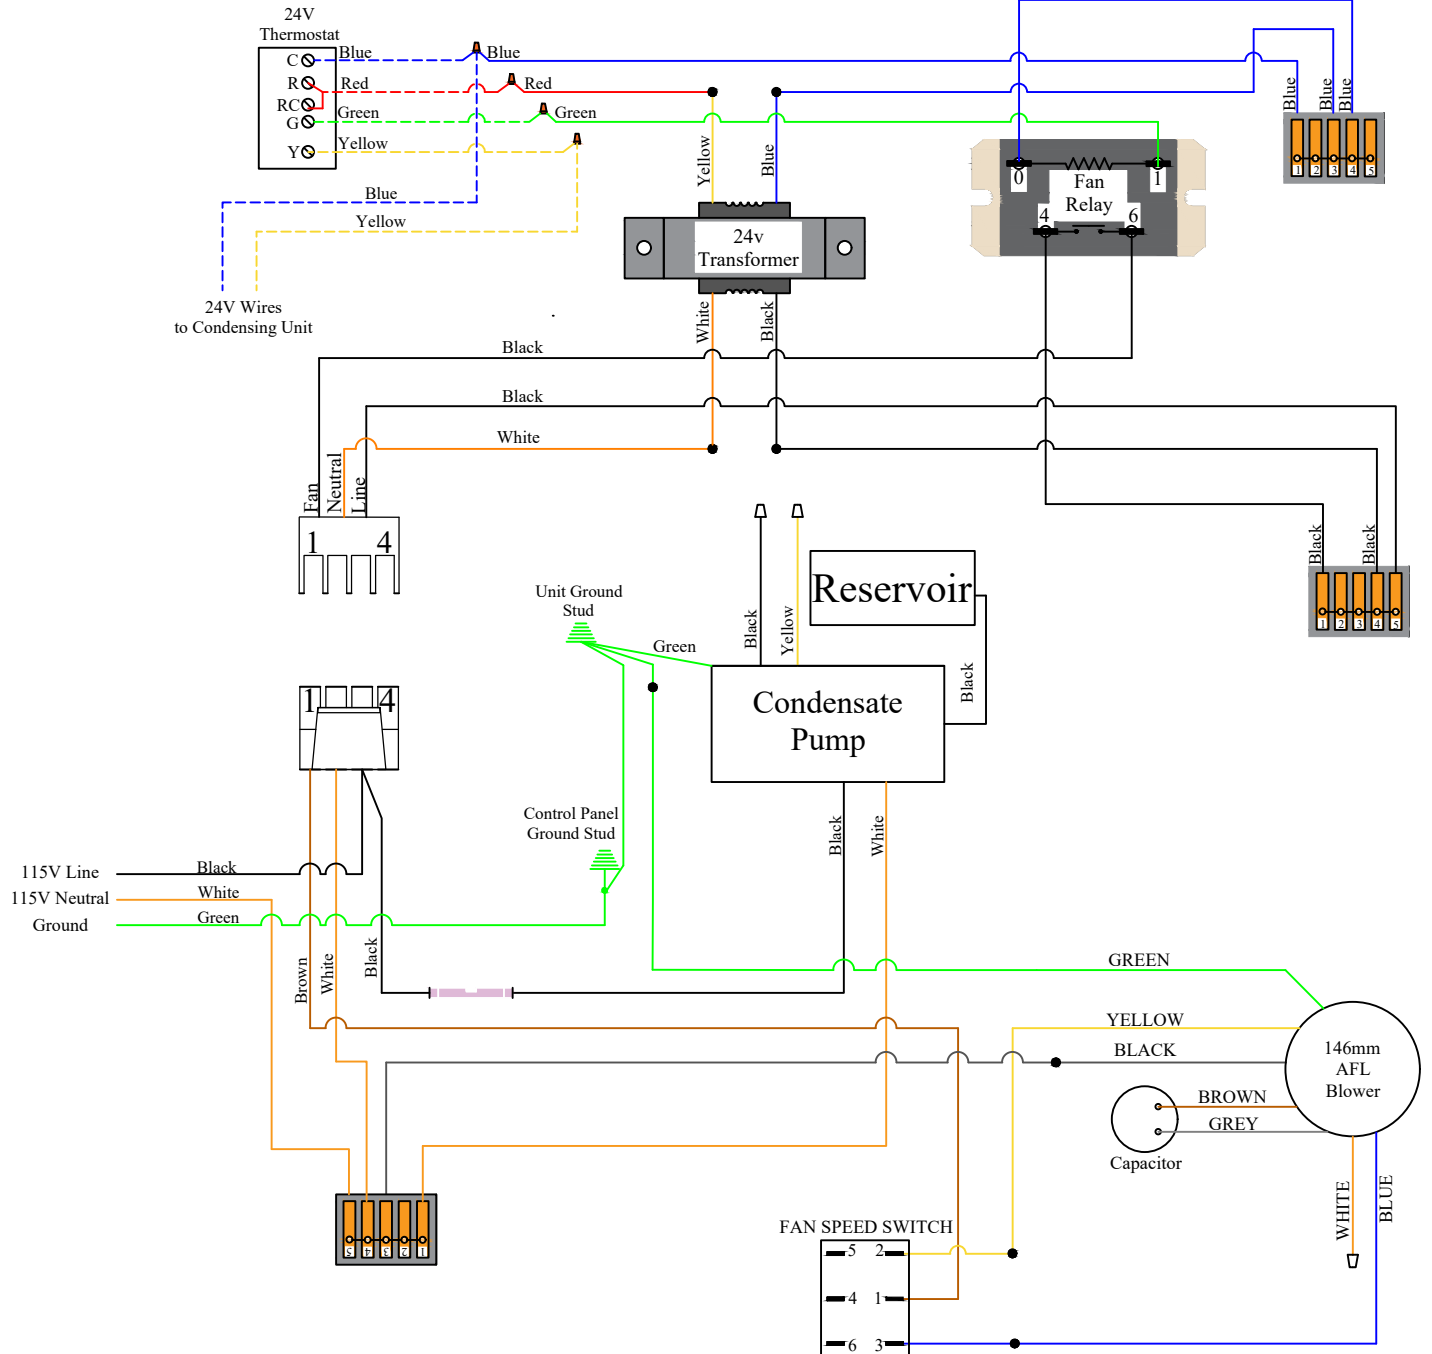 24V
Thermostat
C
Blue
Blue
R
Red
Red
RC
G
Green
Green
Y
Yellow
Blue
Yellow
24V Wires
to Condensing Unit
Yellow
Blue
24v
Transformer
White
Black
0
1
Fan
Relay
4
6
Blue
Blue
Blue
1
2
3
4
5
Black
Black
White
Fan
Neutral
Line
1
4
Black
Black
1
2
3
4
5
Unit Ground
Stud
Green
Black
Yellow
Reservoir
Black
Condensate
Pump
1
4
Control Panel
Ground Stud
Black
White
115V Line
Black
115V Neutral
White
Ground
Green
Brown
White
Black
GREEN
YELLOW
BLACK
146mm
AFL
Blower
BROWN
GREY
Capacitor
WHITE
BLUE
5
4
3
2
1
FAN SPEED SWITCH
5
2
4
1
6
3